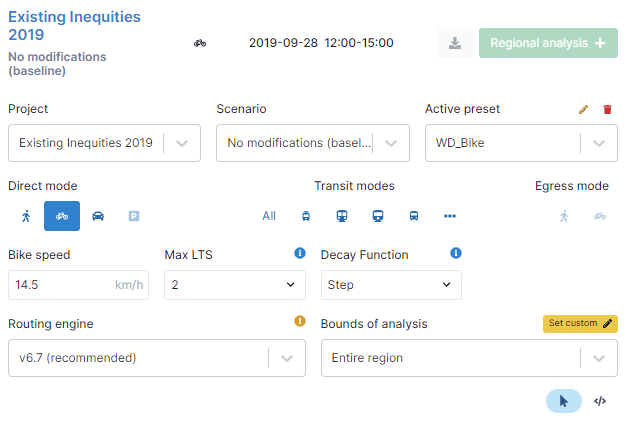 Existing Inequities
2019
No modifications
(baseline)
2019-09-28 12:00-15:00
Regional analysis +
Project
Scenario
Active preset
Existing Inequities 2019
No modifications (basel...
WD_Bike
Direct mode
Transit modes
Egress mode
P
All
Bike speed
Max LTS
Decay Function
14.5 km/h
2
Step
Routing engine
Bounds of analysis
Set custom
v6.7 (recommended)
Entire region